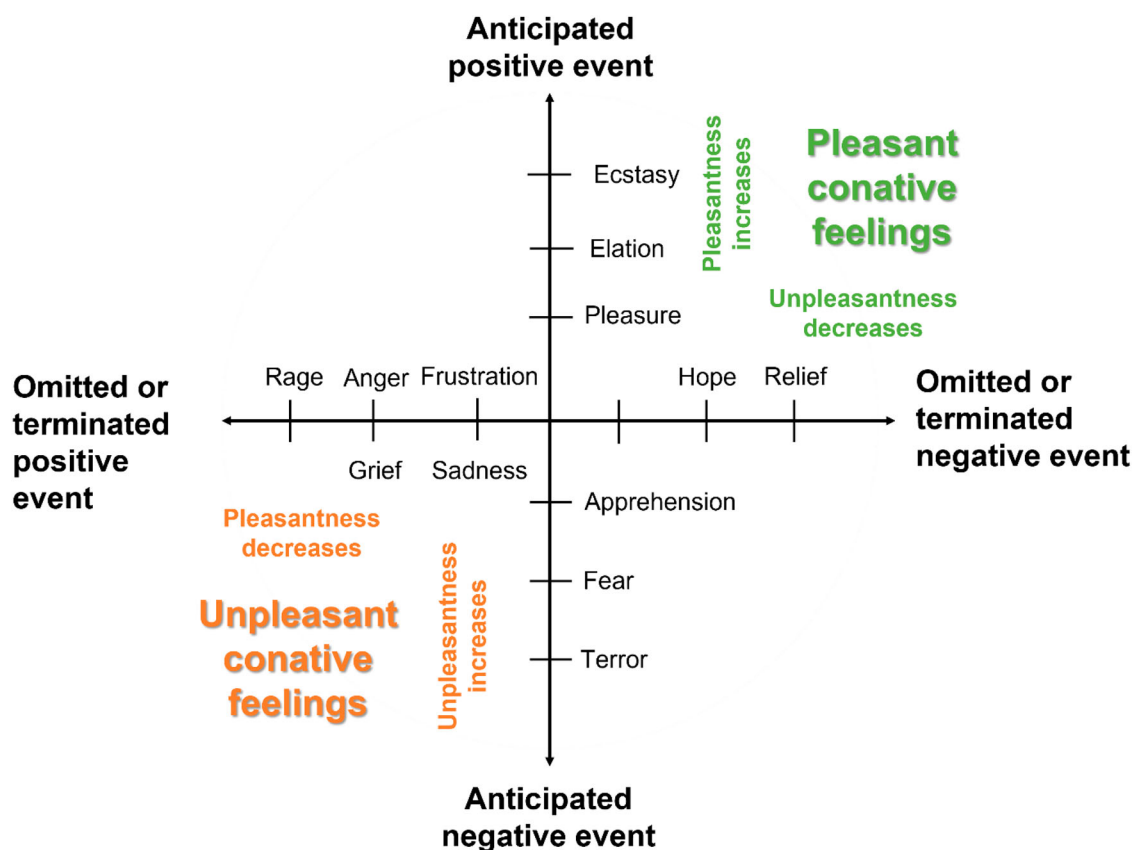 Anticipated
positive event
Ecstasy
Elation
Pleasure
Pleasantness
increases
Pleasant
conative
feelings
Unpleasantness
decreases
Omitted or
terminated
positive
event
Rage
Anger
Frustration
Hope
Relief
Omitted or
terminated
negative event
Grief
Sadness
Apprehension
Fear
Terror
Pleasantness
decreases
Unpleasant
conative
feelings
Unpleasantness
increases
Anticipated
negative event